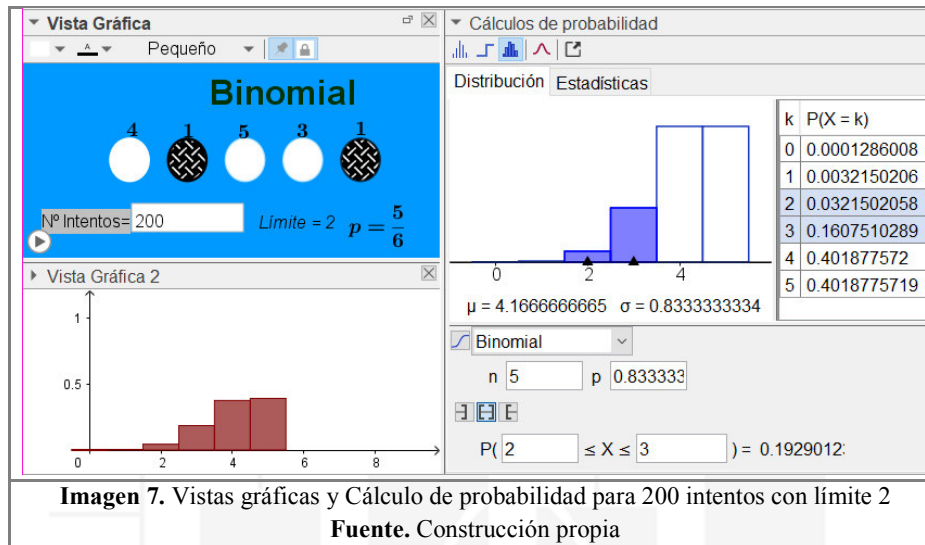 Vista Gráfica
Pequeño
Binomial
4 1 5 3 1
Nº Intentos= 200
Límite = 2 p = 5/6
Vista Gráfica 2
1
0.5
0 2 4 6 8
Cálculos de probabilidad
Distribución Estadísticas
0 2 4
μ = 4.1666666665 σ = 0.8333333334
k P(X = k)
0 0.0001286008
1 0.0032150206
2 0.0321502058
3 0.1607510289
4 0.401877572
5 0.4018775719
Binomial
n 5 p 0.833333
P( 2 ≤ X ≤ 3 ) = 0.1929012
Imagen 7. Vistas gráficas y Cálculo de probabilidad para 200 intentos con límite 2
Fuente. Construcción propia